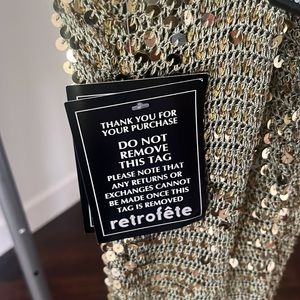 THANK YOU FOR
YOUR PURCHASE
DO NOT
REMOVE
THIS TAG
PLEASE NOTE THAT
ANY RETURNS OR
EXCHANGES CANNOT
BE MADE ONCE THIS
TAG IS REMOVED
retrofête